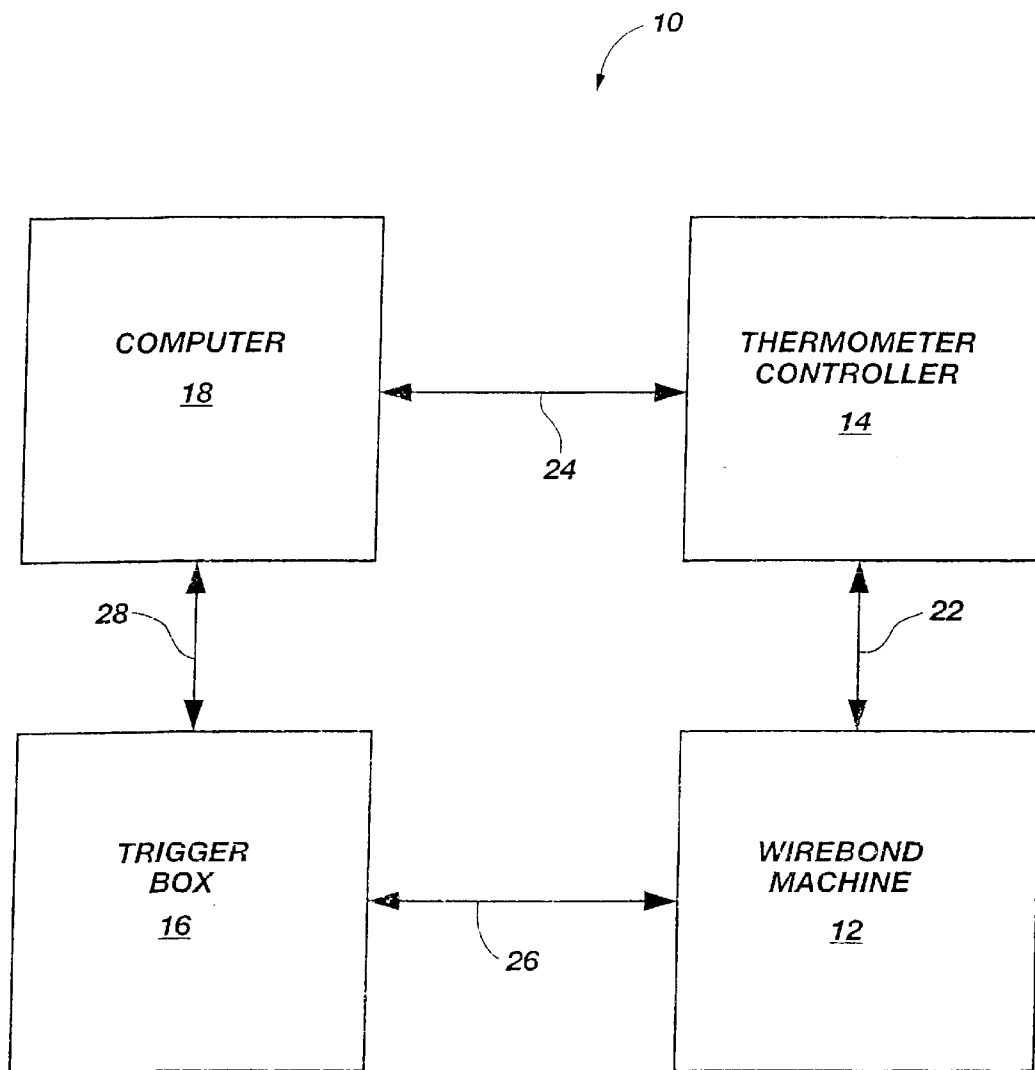 10
COMPUTER
18
THERMOMETER
CONTROLLER
14
24
28
22
TRIGGER
BOX
16
WIREBOND
MACHINE
12
26